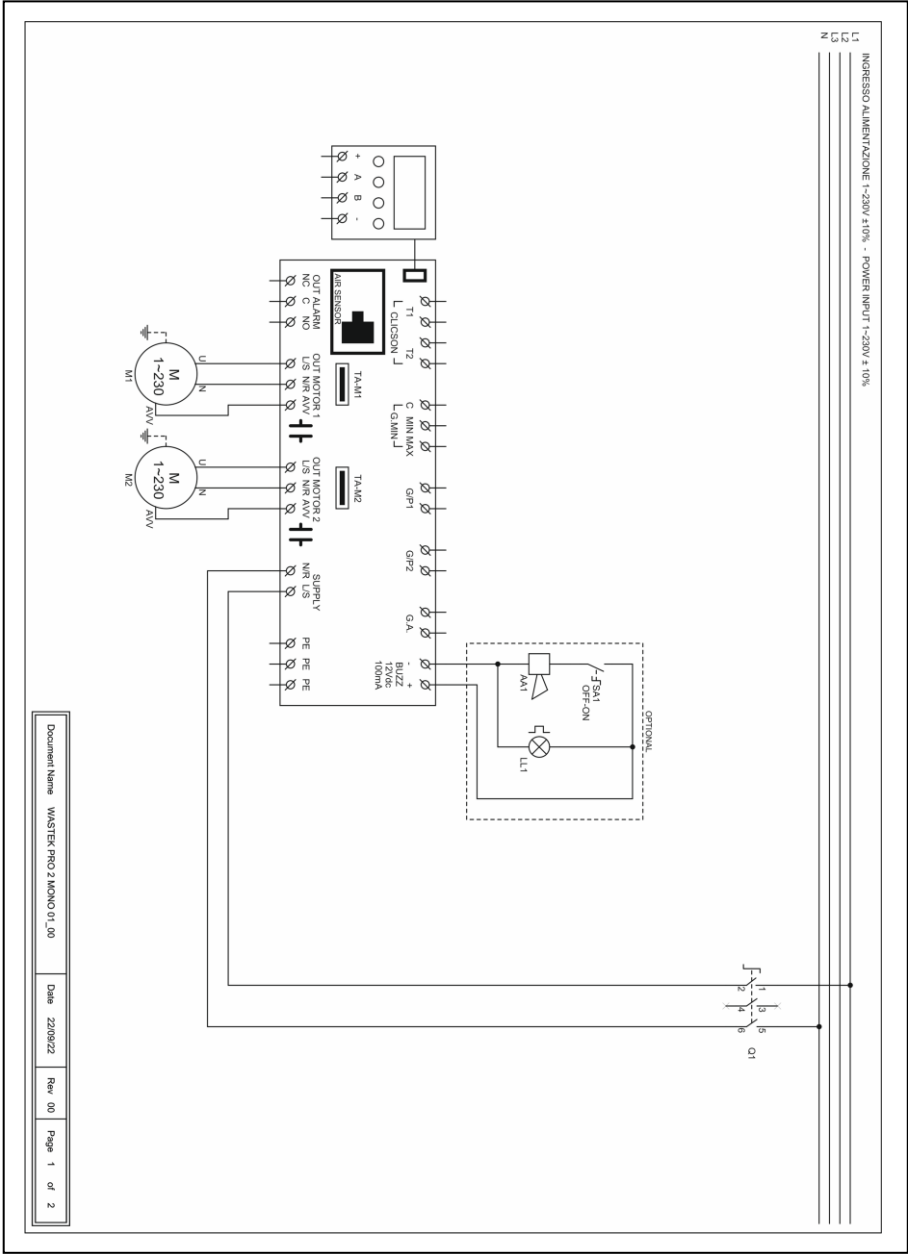 INGRESSO ALIMENTAZIONE 1~230V ±10% - POWER INPUT 1~230V ± 10%
L1
L2
L3
N
1 3 5
2 4 6
Q1
OPTIONAL
SA1
OFF-ON
AA1
LL1
T1 T2
CLICSON
C MIN MAX
G.MIN
G/P1
G/P2
G.A.
- +
BUZZ
12Vdc
100mA
+ A B -
AIR SENSOR
TA-M1
TA-M2
OUT ALARM
NC C NO
OUT MOTOR 1
L/S N/R AVV
OUT MOTOR 2
L/S N/R AVV
SUPPLY
N/R L/S
PE PE PE
U N
M
1~230
AVV
M1
U N
M
1~230
AVV
M2
Document Name WASTEK PRO 2 MONO 01_00 Date 22/09/22 Rev 00 Page 1 of 2